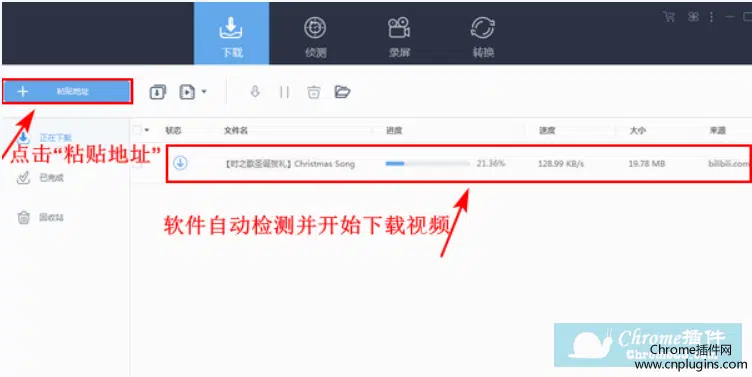 下载
侦测
录屏
转换
粘贴地址
正在下载
点击“粘贴地址”
已完成
回收站
状态 文件名 进度 速度 大小 来源
【时之歌圣诞贺礼】Christmas Song 21.36% 128.99 KB/s 19.78 MB bilibili.com
软件自动检测并开始下载视频
Chrome插件
Chrome插件网
www.cnplugins.com